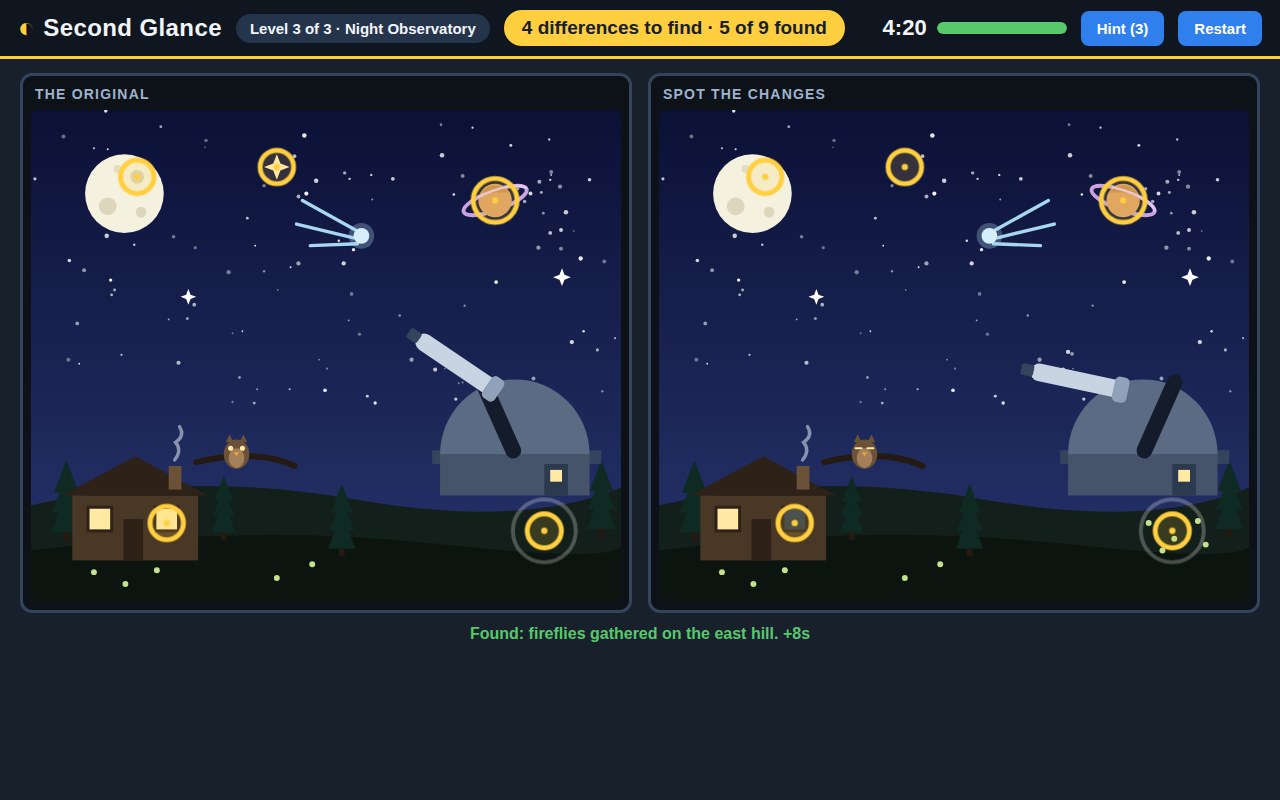 Second Glance
Level 3 of 3 · Night Observatory
4 differences to find · 5 of 9 found
4:20
Hint (3)
Restart
THE ORIGINAL
SPOT THE CHANGES
Found: fireflies gathered on the east hill. +8s